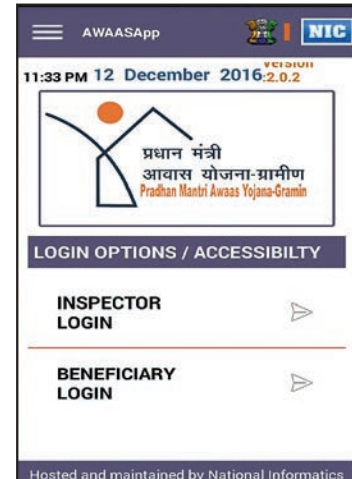 AWAASApp
NIC
11:33 PM 12 December 2016 version:2.0.2
प्रधान मंत्री
आवास योजना-ग्रामीण
Pradhan Mantri Awaas Yojana-Gramin
LOGIN OPTIONS / ACCESSIBILTY
INSPECTOR
LOGIN
BENEFICIARY
LOGIN
Hosted and maintained by National Informatics